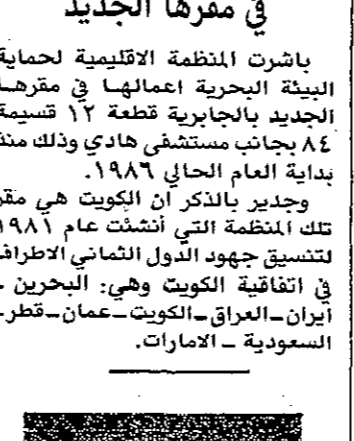 في مقرها الجديد
باشرت المنظمة الاقليمية لحماية
البيئة البحرية اعمالهـا في مقرهـا
الجديد بالجابرية قطعة ١٢ قسيمة
٨٤ بجانب مستشفى هادي وذلك منذ
بداية العام الحالي ١٩٨٦.
وجدير بالذكر ان الكويت هي مقر
تلك المنظمة التي أنشئت عام ١٩٨١
لتنسيق جهود الدول الثماني الاطراف
في اتفاقية الكويت وهي: البحرين ـ
ايران ـ العراق ـ الكويت ـ عمان ـ قطر ـ
السعودية ـ الامارات.